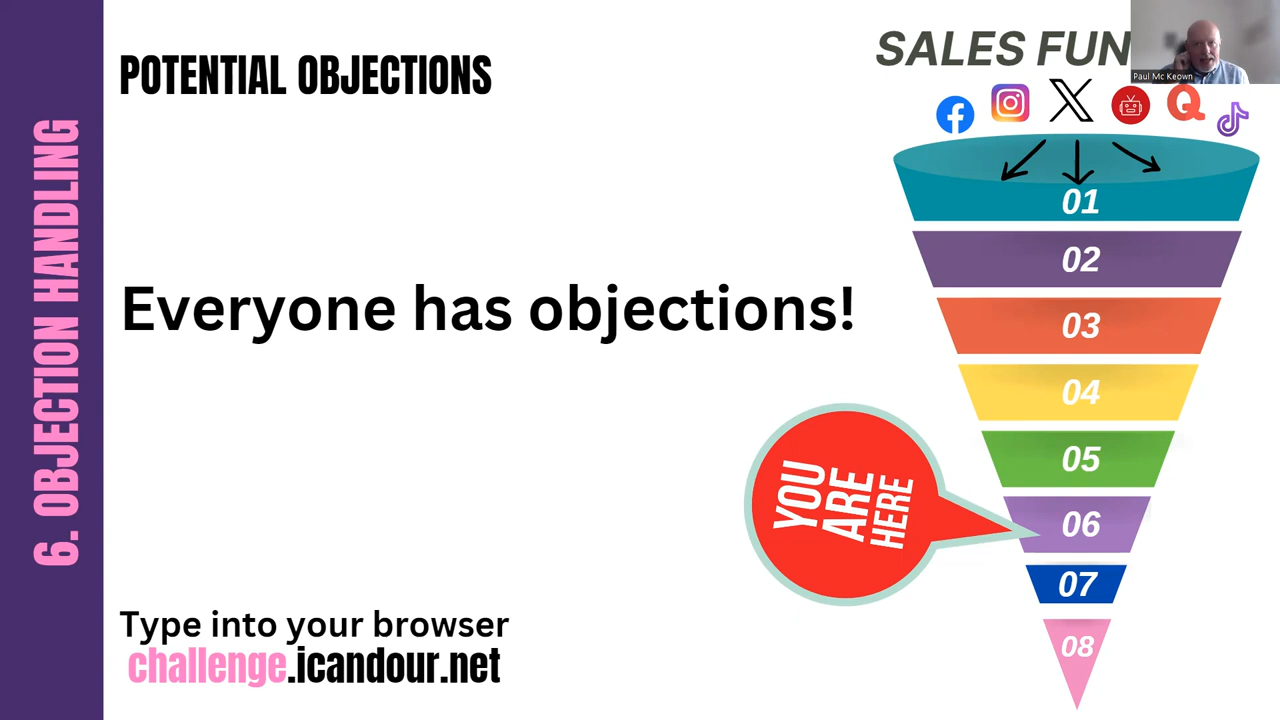 6. OBJECTION HANDLING
POTENTIAL OBJECTIONS
Everyone has objections!
Type into your browser
challenge.icandour.net
SALES FUN
Paul Mc Keown
01
02
03
04
05
06
07
08
YOU
ARE
HERE